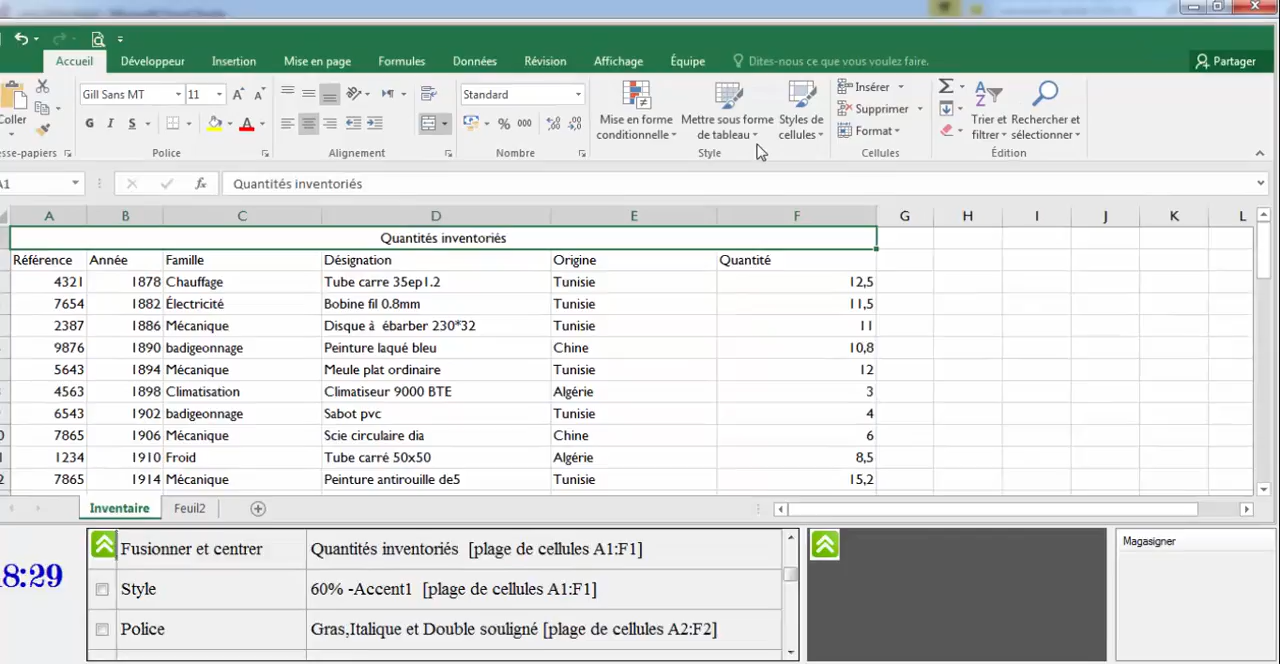 Accueil Développeur Insertion Mise en page Formules Données Révision Affichage Équipe Dites-nous ce que vous voulez faire. Partager
Gill Sans MT 11 Standard
G I S % 000
Coller
Mise en forme conditionnelle
Mettre sous forme de tableau
Styles de cellules
Insérer
Supprimer
Format
Trier et filtrer
Rechercher et sélectionner
esse-papiers Police Alignement Nombre Style Cellules Édition
A1 fx Quantités inventoriés
A B C D E F G H I J K L
Quantités inventoriés
Référence Année Famille Désignation Origine Quantité
4321 1878 Chauffage Tube carre 35ep1.2 Tunisie 12,5
7654 1882 Électricité Bobine fil 0.8mm Tunisie 11,5
2387 1886 Mécanique Disque à ébarber 230*32 Tunisie 11
9876 1890 badigeonnage Peinture laqué bleu Chine 10,8
5643 1894 Mécanique Meule plat ordinaire Tunisie 12
4563 1898 Climatisation Climatiseur 9000 BTE Algérie 3
6543 1902 badigeonnage Sabot pvc Tunisie 4
7865 1906 Mécanique Scie circulaire dia Chine 6
1234 1910 Froid Tube carré 50x50 Algérie 8,5
7865 1914 Mécanique Peinture antirouille de5 Tunisie 15,2
Inventaire Feuil2
8:29
Fusionner et centrer Quantités inventoriés [plage de cellules A1:F1]
Style 60% -Accent1 [plage de cellules A1:F1]
Police Gras,Italique et Double souligné [plage de cellules A2:F2]
Magasigner